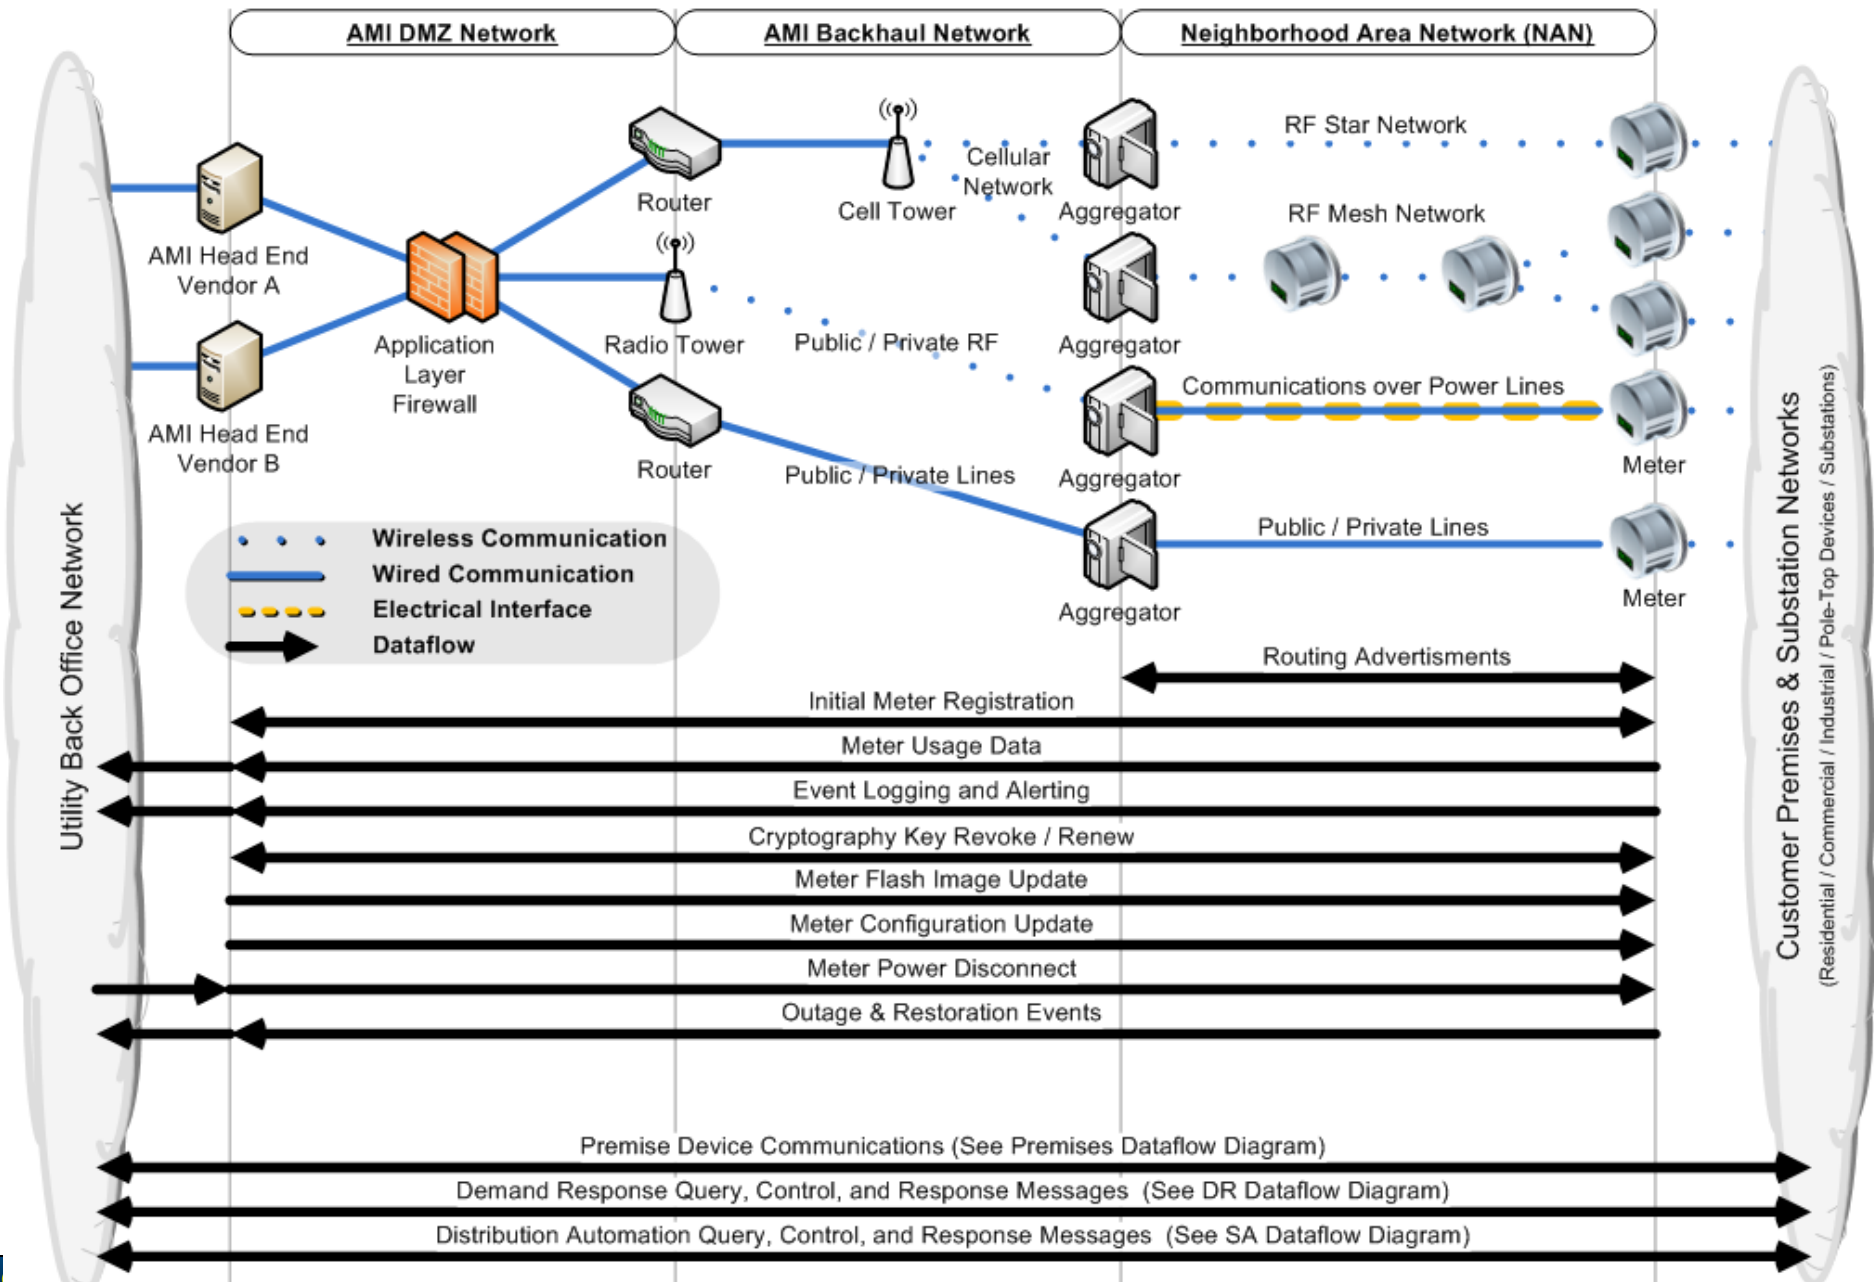 AMI DMZ Network
AMI Backhaul Network
Neighborhood Area Network (NAN)
RF Star Network
Cellular
Network
Router
Cell Tower
Aggregator
RF Mesh Network
AMI Head End
Vendor A
Application
Layer
Firewall
Radio Tower
Public / Private RF
Aggregator
Communications over Power Lines
AMI Head End
Vendor B
Router
Public / Private Lines
Aggregator
Meter
Public / Private Lines
Aggregator
Meter
Utility Back Office Network
Customer Premises & Substation Networks
(Residential / Commercial / Industrial / Pole-Top Devices / Substations)
Wireless Communication
Wired Communication
Electrical Interface
Dataflow
Routing Advertisments
Initial Meter Registration
Meter Usage Data
Event Logging and Alerting
Cryptography Key Revoke / Renew
Meter Flash Image Update
Meter Configuration Update
Meter Power Disconnect
Outage & Restoration Events
Premise Device Communications (See Premises Dataflow Diagram)
Demand Response Query, Control, and Response Messages (See DR Dataflow Diagram)
Distribution Automation Query, Control, and Response Messages (See SA Dataflow Diagram)